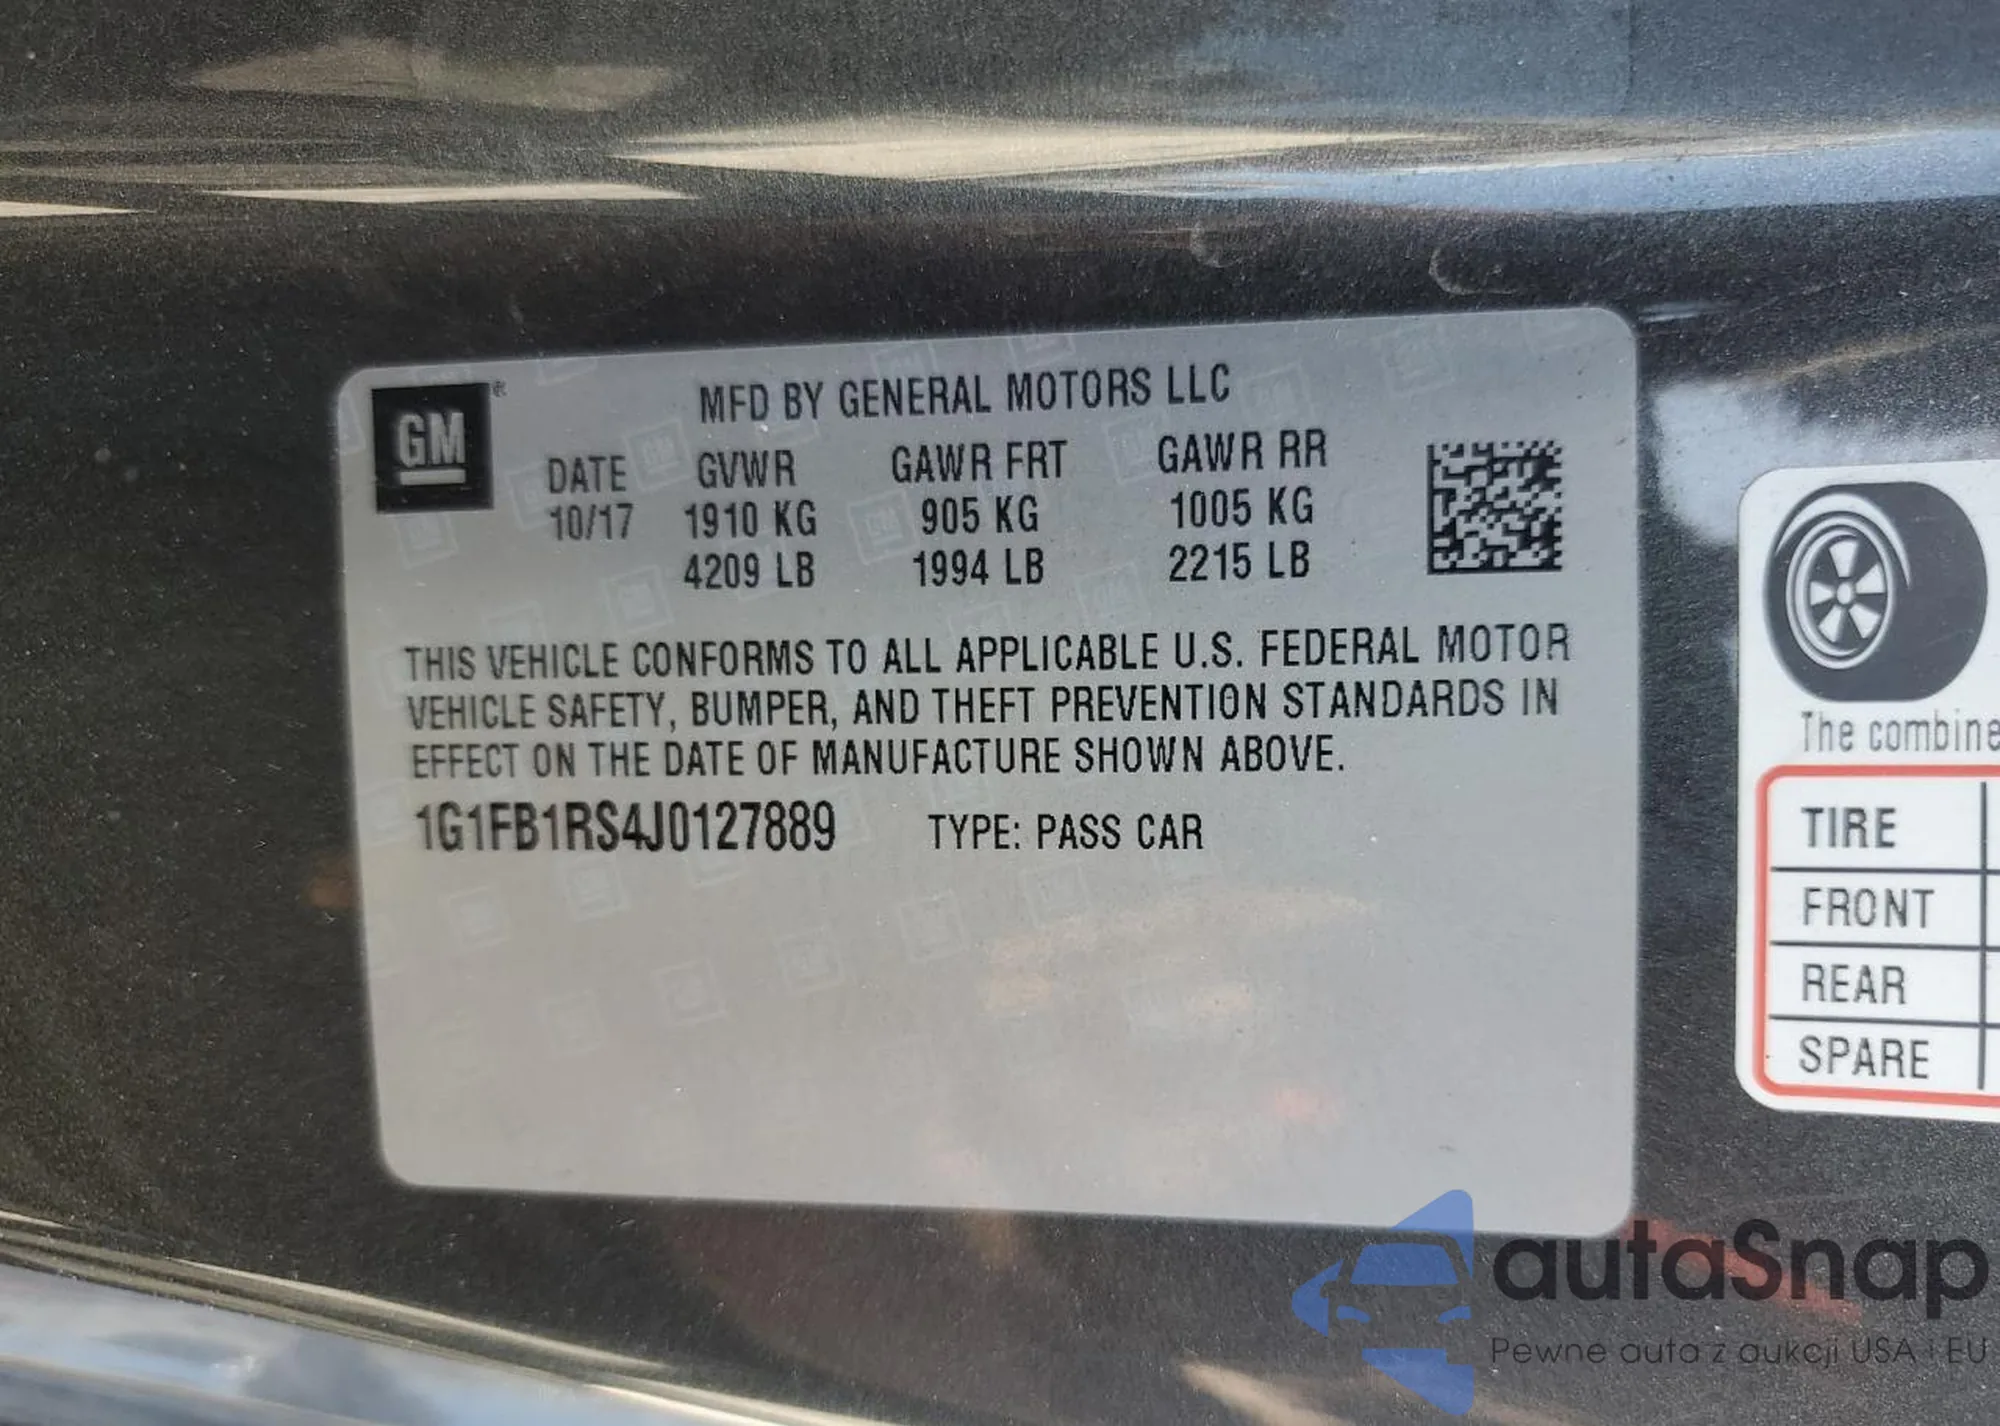 GM
MFD BY GENERAL MOTORS LLC
DATE GVWR GAWR FRT GAWR RR
10/17 1910 KG 905 KG 1005 KG
4209 LB 1994 LB 2215 LB
THIS VEHICLE CONFORMS TO ALL APPLICABLE U.S. FEDERAL MOTOR
VEHICLE SAFETY, BUMPER, AND THEFT PREVENTION STANDARDS IN
EFFECT ON THE DATE OF MANUFACTURE SHOWN ABOVE.
1G1FB1RS4J0127889 TYPE: PASS CAR
The combine
TIRE
FRONT
REAR
SPARE
autaSnap
Pewne auta z aukcji USA i EU